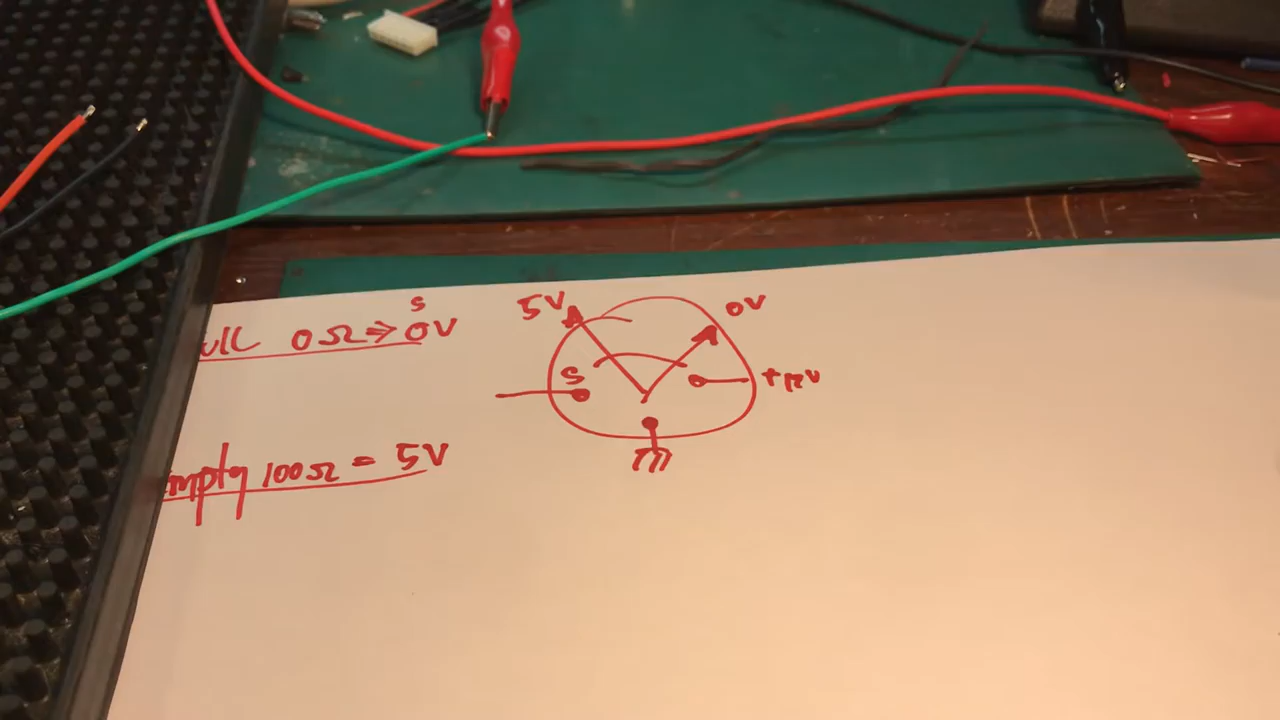 S
ull 0Ω ⇒ 0V
mpty 100Ω = 5V
5V
0V
S
+12V